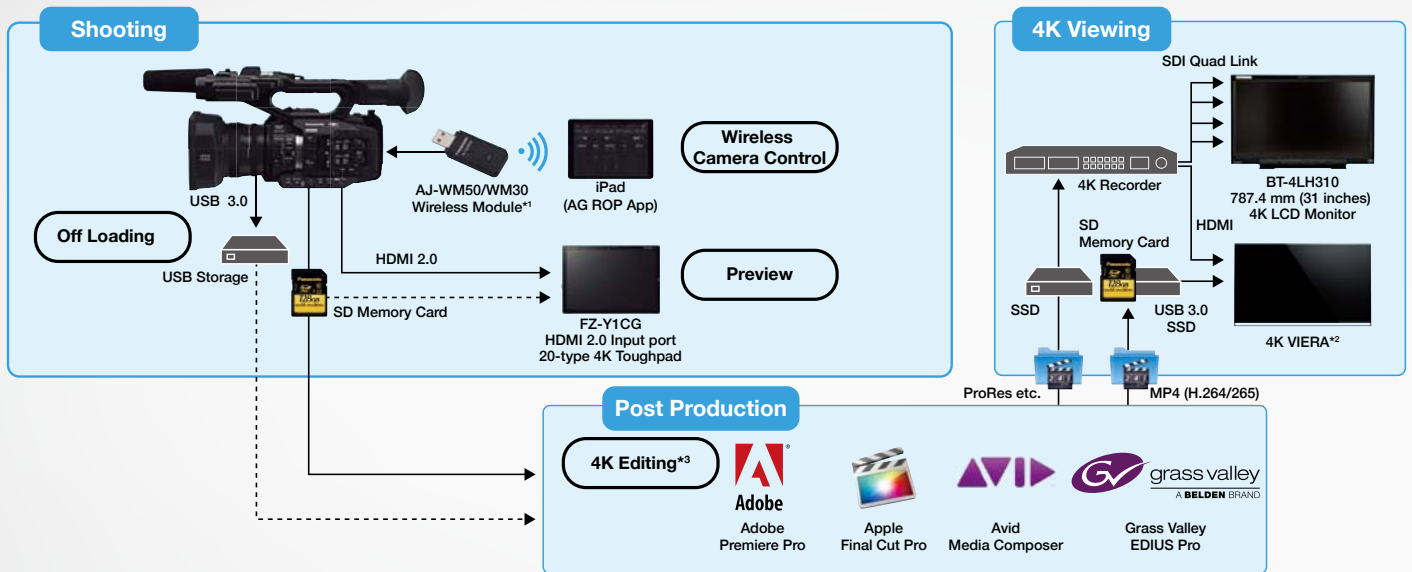 Shooting
USB 3.0
Off Loading
USB Storage
AJ-WM50/WM30
Wireless Module*1
iPad
(AG ROP App)
Wireless
Camera Control
HDMI 2.0
Panasonic
128GB
SD Memory Card
FZ-Y1CG
HDMI 2.0 Input port
20-type 4K Toughpad
Preview
4K Viewing
SDI Quad Link
4K Recorder
BT-4LH310
787.4 mm (31 inches)
4K LCD Monitor
HDMI
SD
Memory Card
SSD
USB 3.0
SSD
4K VIERA*2
ProRes etc.
MP4 (H.264/265)
Post Production
4K Editing*3
Adobe
Adobe
Premiere Pro
Apple
Final Cut Pro
AVID
Avid
Media Composer
GV grass valley
A BELDEN BRAND
Grass Valley
EDIUS Pro